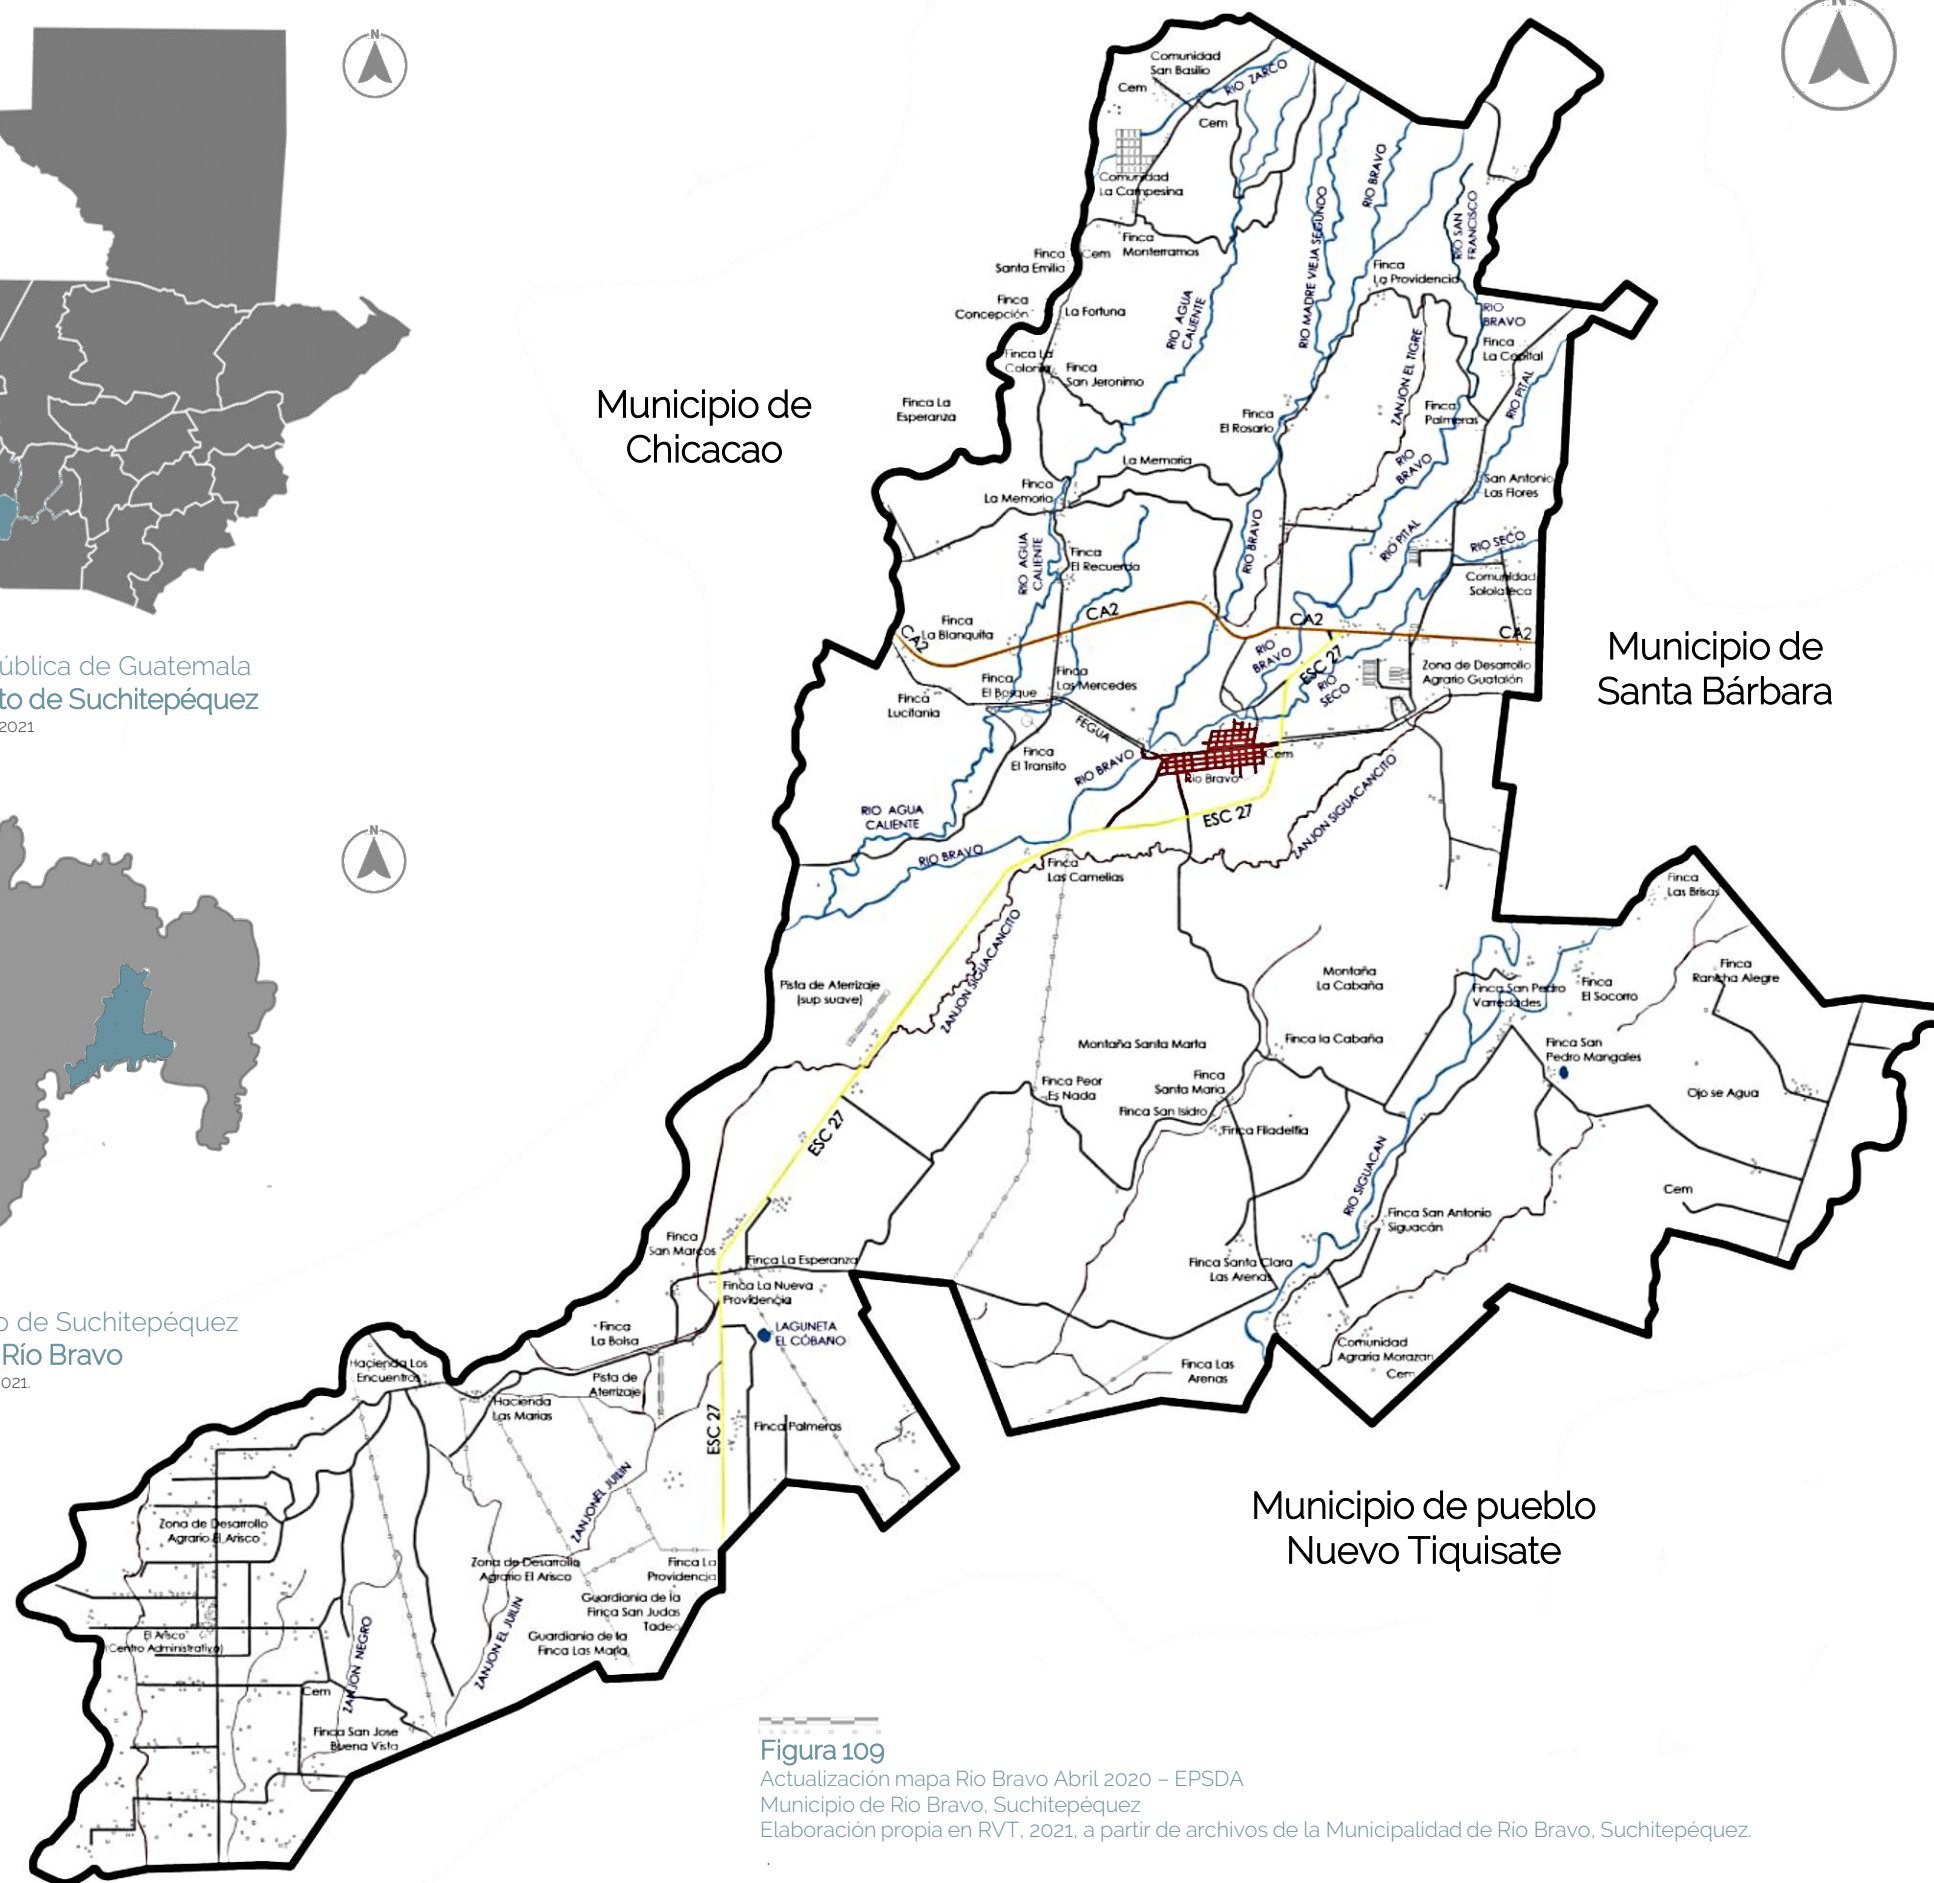 N
N
ública de Guatemala
to de Suchitepéquez
2021
N
o de Suchitepéquez
Río Bravo
021.
Municipio de
Chicacao
Municipio de
Santa Bárbara
Municipio de pueblo
Nuevo Tiquisate
Comunidad
San Basilio
Cem
RIO ZARCO
Cem
Comunidad
La Campesina
Finca
Monterramos
Cem
Finca
Santa Emilia
Finca
Concepción
La Fortuna
Finca La
Colonia
Finca
San Jeronimo
Finca La
Esperanza
RIO AGUA
CALIENTE
RIO MADRE VIEJA SEGUNDO
RIO BRAVO
RIO SAN
FRANCISCO
Finca
La Providencia
RIO
BRAVO
Finca
La Capital
RIO PITAL
ZANJON EL TIGRE
Finca
Palmeras
Finca
El Rosario
La Memoria
Finca
La Memoria
RIO
BRAVO
San Antonio
Las Flores
RIO AGUA
CALIENTE
Finca
El Recuerdo
RIO BRAVO
RIO PITAL
RIO SECO
Comunidad
Sololateca
CA2
CA2
CA2
CA2
Finca
La Blanquita
RIO
BRAVO
ESC 27
RIO
SECO
Zona de Desarrollo
Agrario Guatalón
Finca
El Bosque
Finca
Las Mercedes
Finca
Lucitania
FEGUA
Finca
El Transito
RIO BRAVO
Cem
Río Bravo
RIO AGUA
CALIENTE
RIO BRAVO
ESC 27
ZANJON SIGUACANCITO
Finca
Las Camelias
Finca
Las Brisas
ZANJON SIGUACANCITO
Pista de Aterrizaje
(sup suave)
Montaña
La Cabaña
Finca San Pedro
Varredades
Finca
El Socorro
Finca
Rancha Alegre
Montaña Santa Marta
Finca la Cabaña
Finca San
Pedro Mangales
Ojo se Agua
Finca Peor
Es Nada
Finca
Santa Maria
Finca San Isidro
Finca Filadelfia
ESC 27
RIO SIGUACAN
Cem
Finca San Antonio
Siguacán
Finca
San Marcos
Finca La Esperanza
Finca Santa Clara
Las Arenas
Finca La Nueva
Providencia
LAGUNETA
EL CÓBANO
Finca
La Bolsa
Comunidad
Agraria Morazan
Cem
Finca Las
Arenas
Hacienda Los
Encuentros
Pista de
Aterrizaje
Hacienda
Las Marias
ESC 27
Finca Palmeras
ZANJON EL JUILIN
Zona de Desarrollo
Agrario El Arisco
Zona de Desarrollo
Agrario El Arisco
Finca La
Providencia
Guardiania de la
Finca San Judas
Tadeo
Guardiania de la
Finca Las Maria
ZANJON EL JUILIN
El Arisco
(Centro Administrativo)
ZANJON NEGRO
Cem
Finca San Jose
Buena Vista
Figura 109
Actualización mapa Río Bravo Abril 2020 – EPSDA
Municipio de Río Bravo, Suchitepéquez
Elaboración propia en RVT, 2021, a partir de archivos de la Municipalidad de Río Bravo, Suchitepéquez.